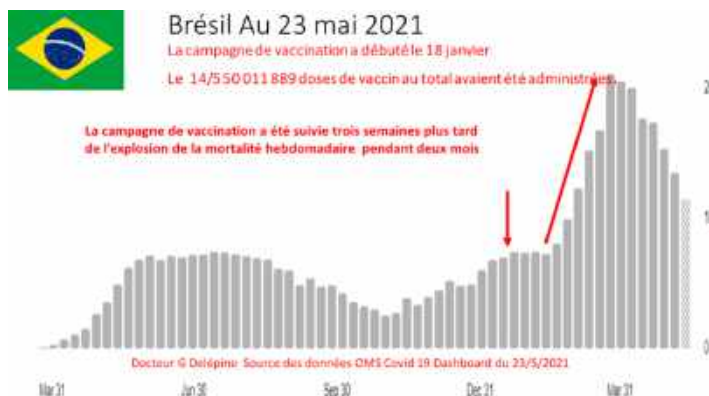 Brésil Au 23 mai 2021
La campagne de vaccination a débuté le 18 janvier
Le 14/5 50 011 889 doses de vaccin au total avaient été administrées
La campagne de vaccination a été suivie trois semaines plus tard
de l'explosion de la mortalité hebdomadaire pendant deux mois
2
1
0
Docteur G Delépine Source des données OMS Covid 19 Dashboard du 23/5/2021
Mar 31
Jun 30
Sep 30
Dec 31
Mar 31